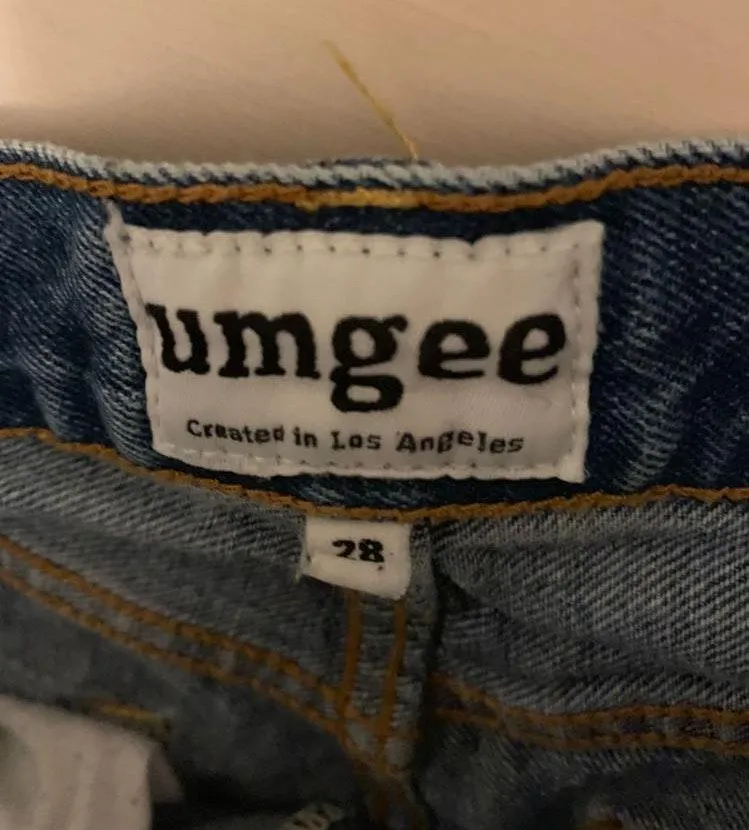 umgee
Created in Los Angeles
28